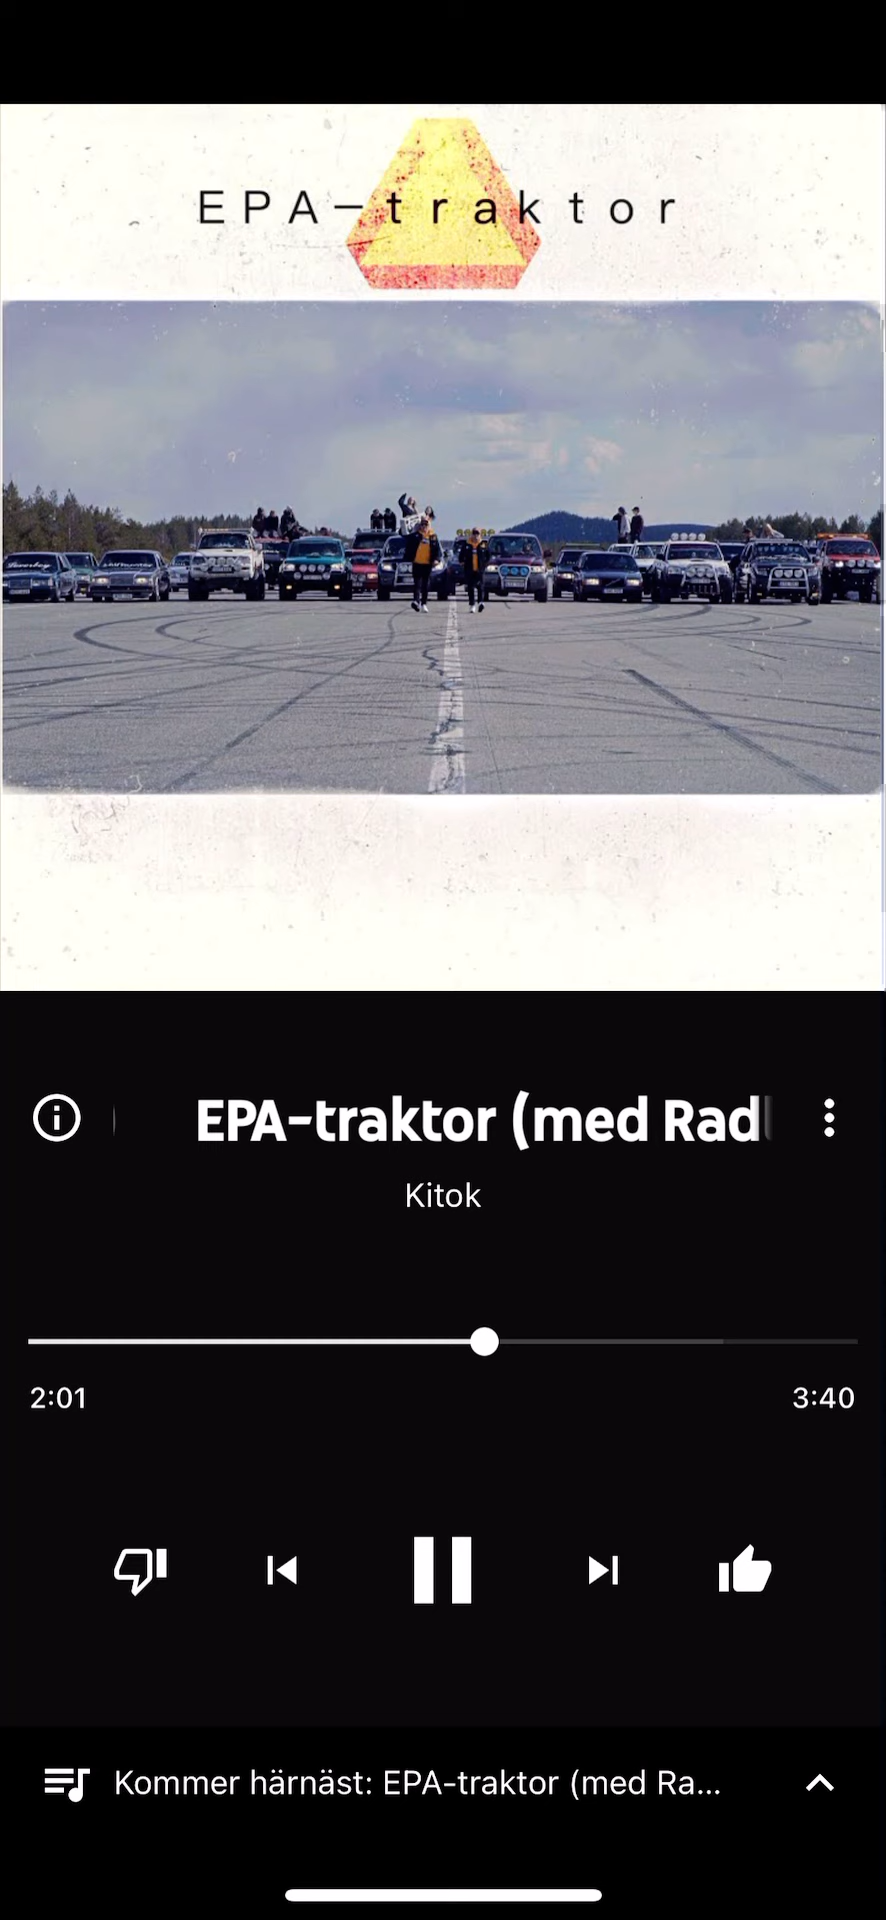 EPA-traktor
EPA-traktor (med Rad
Kitok
2:01
3:40
Kommer härnäst: EPA-traktor (med Ra...